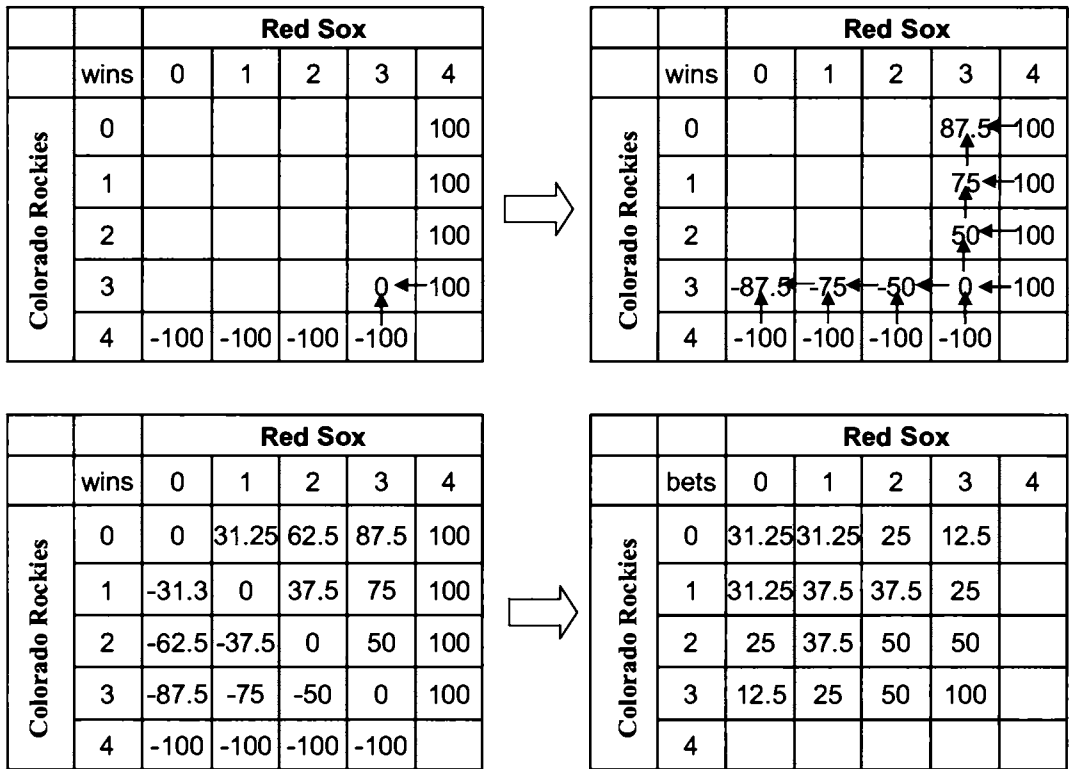 Red Sox
wins 0 1 2 3 4
Colorado Rockies
0 100
1 100
2 100
3 0 100
4 -100 -100 -100 -100
Red Sox
wins 0 1 2 3 4
Colorado Rockies
0 87.5 100
1 75 100
2 50 100
3 -87.5 -75 -50 0 100
4 -100 -100 -100 -100
Red Sox
wins 0 1 2 3 4
Colorado Rockies
0 0 31.25 62.5 87.5 100
1 -31.3 0 37.5 75 100
2 -62.5 -37.5 0 50 100
3 -87.5 -75 -50 0 100
4 -100 -100 -100 -100
Red Sox
bets 0 1 2 3 4
Colorado Rockies
0 31.25 31.25 25 12.5
1 31.25 37.5 37.5 25
2 25 37.5 50 50
3 12.5 25 50 100
4